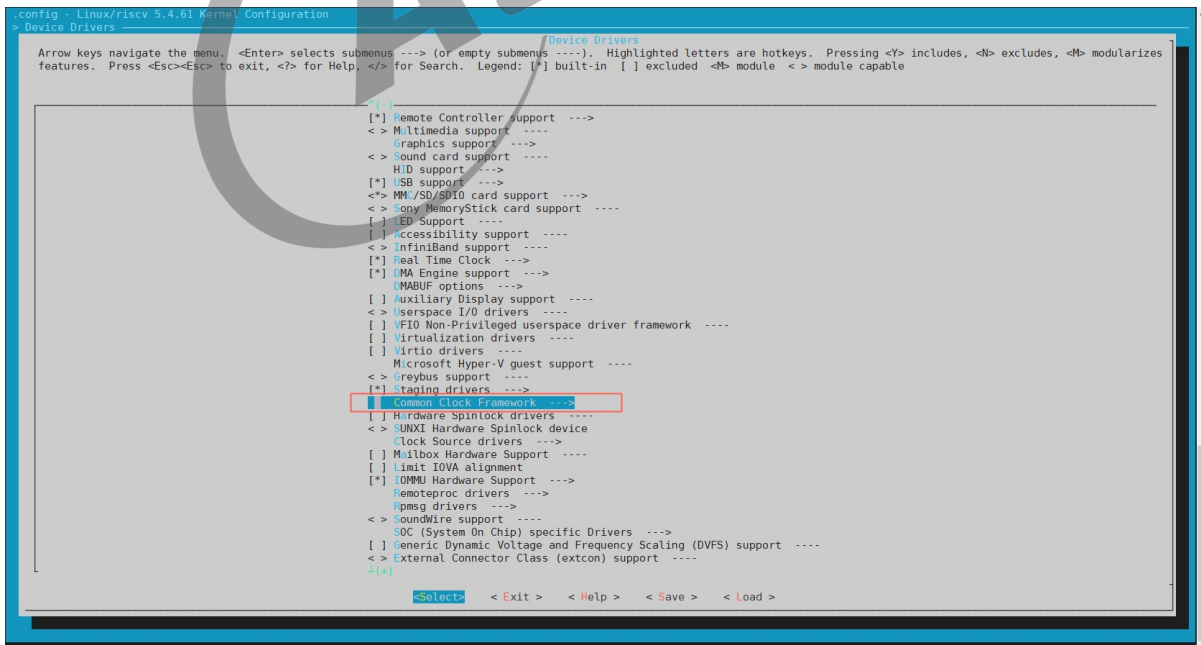 .config - Linux/riscv 5.4.61 Kernel Configuration
> Device Drivers
Device Drivers
Arrow keys navigate the menu. <Enter> selects submenus ---> (or empty submenus ----). Highlighted letters are hotkeys. Pressing <Y> includes, <N> excludes, <M> modularizes
features. Press <Esc><Esc> to exit, <?> for Help, </> for Search. Legend: [*] built-in [ ] excluded <M> module < > module capable
^(-)
[*] Remote Controller support --->
< > Multimedia support ----
Graphics support --->
< > Sound card support ----
HID support --->
[*] USB support --->
<*> MMC/SD/SDIO card support --->
< > Sony MemoryStick card support ----
[ ] LED Support ----
[ ] Accessibility support ----
< > InfiniBand support ----
[*] Real Time Clock --->
[*] DMA Engine support --->
DMABUF options --->
[ ] Auxiliary Display support ----
< > Userspace I/O drivers ----
[ ] VFIO Non-Privileged userspace driver framework ----
[ ] Virtualization drivers ----
[ ] Virtio drivers ----
Microsoft Hyper-V guest support ----
< > Greybus support ----
[*] Staging drivers --->
Common Clock Framework --->
[ ] Hardware Spinlock drivers ----
< > SUNXI Hardware Spinlock device
Clock Source drivers --->
[ ] Mailbox Hardware Support ----
[ ] Limit IOVA alignment
[*] IOMMU Hardware Support --->
Remoteproc drivers --->
Rpmsg drivers --->
< > SoundWire support ----
SOC (System On Chip) specific Drivers --->
[ ] Generic Dynamic Voltage and Frequency Scaling (DVFS) support ----
< > External Connector Class (extcon) support ----
┴(+)
<Select> < Exit > < Help > < Save > < Load >